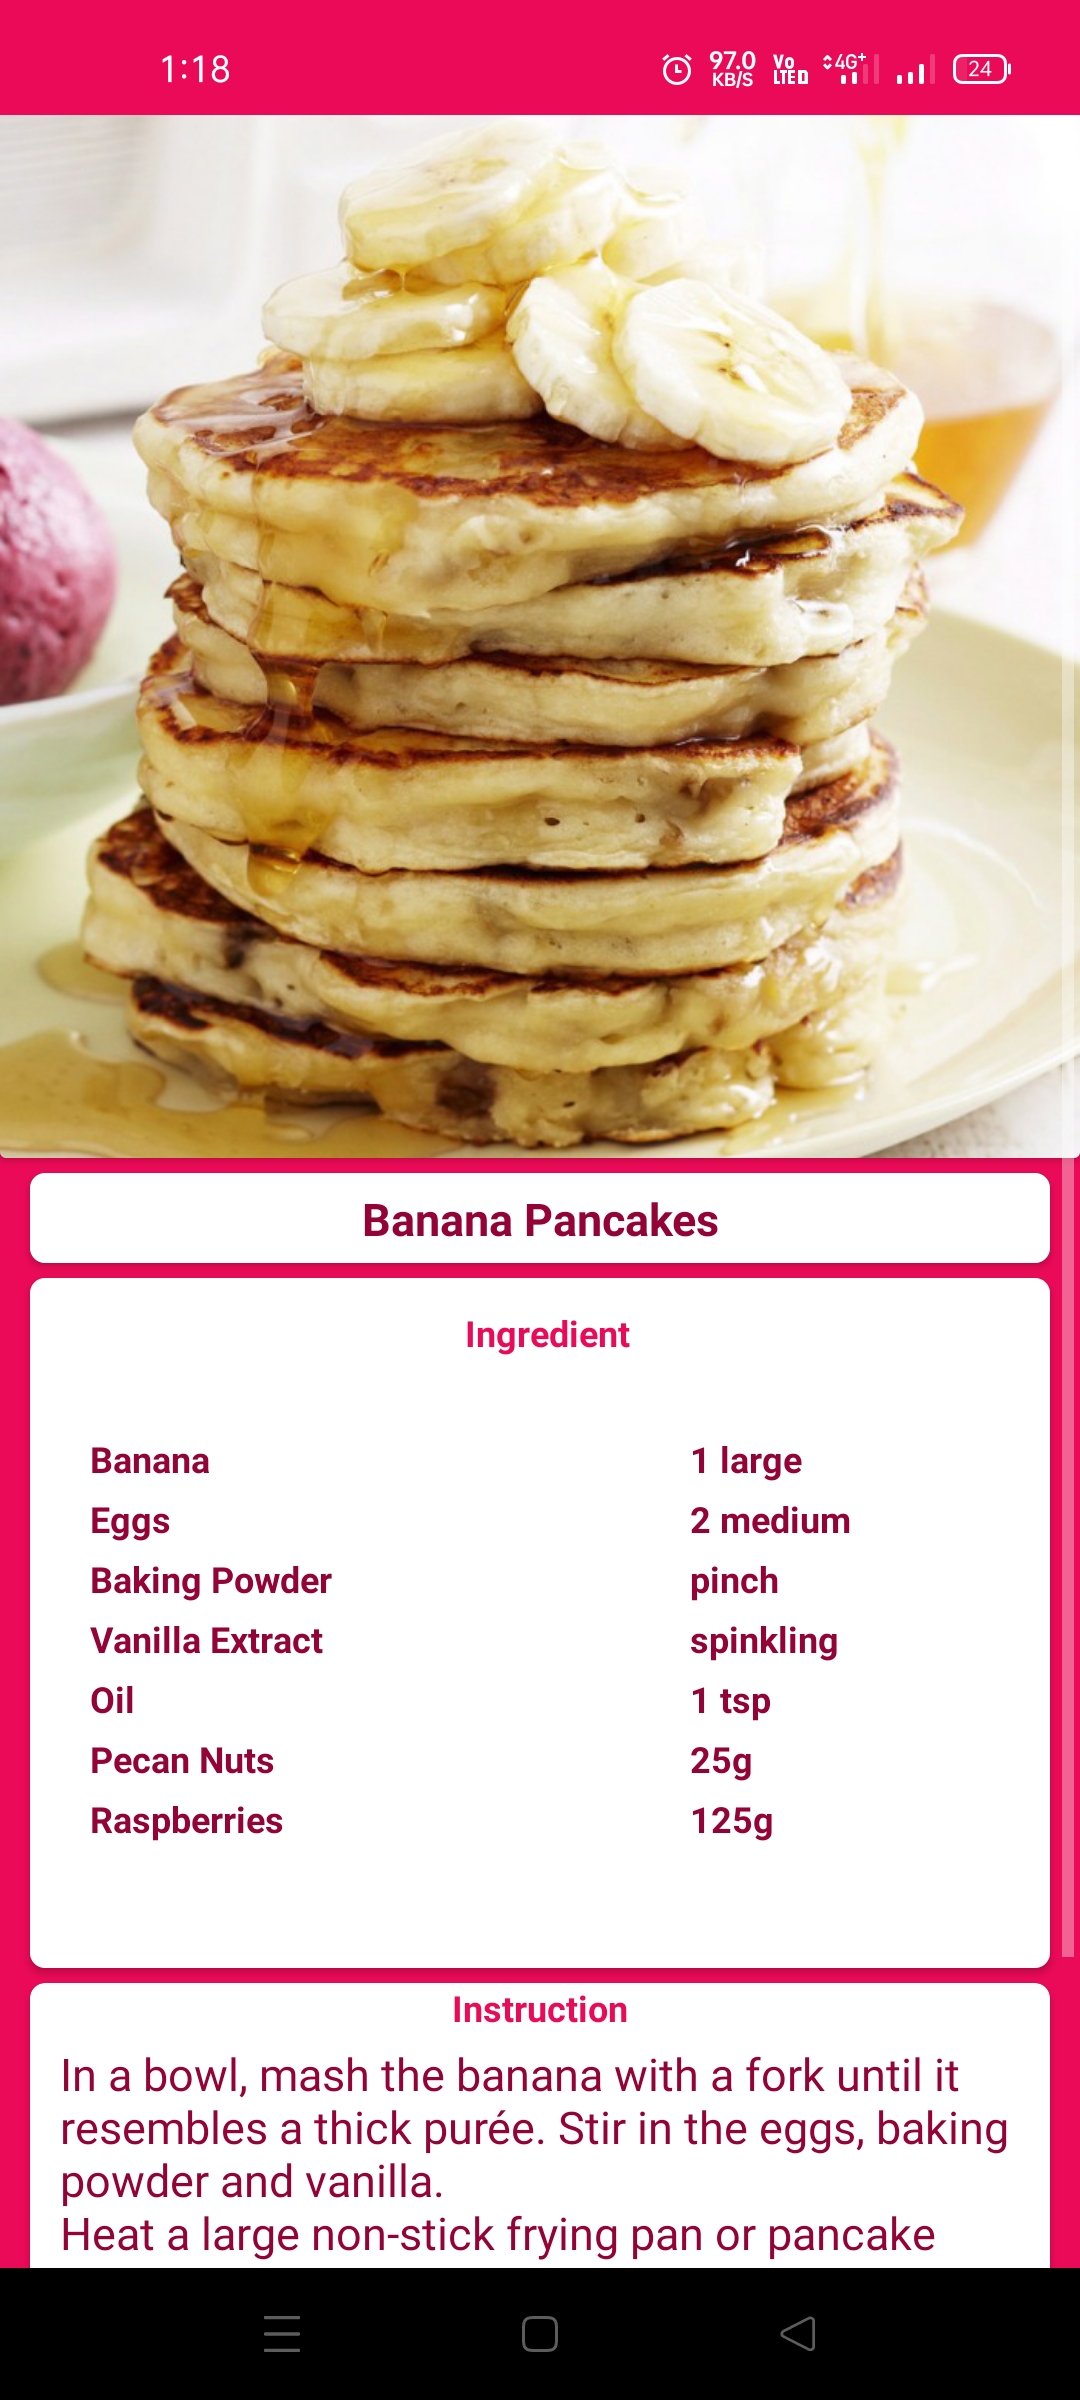 1:18
97.0
KB/S
Vo
LTE
4G+
24
Banana Pancakes
Ingredient
Banana 1 large
Eggs 2 medium
Baking Powder pinch
Vanilla Extract spinkling
Oil 1 tsp
Pecan Nuts 25g
Raspberries 125g
Instruction
In a bowl, mash the banana with a fork until it
resembles a thick purée. Stir in the eggs, baking
powder and vanilla.
Heat a large non-stick frying pan or pancake